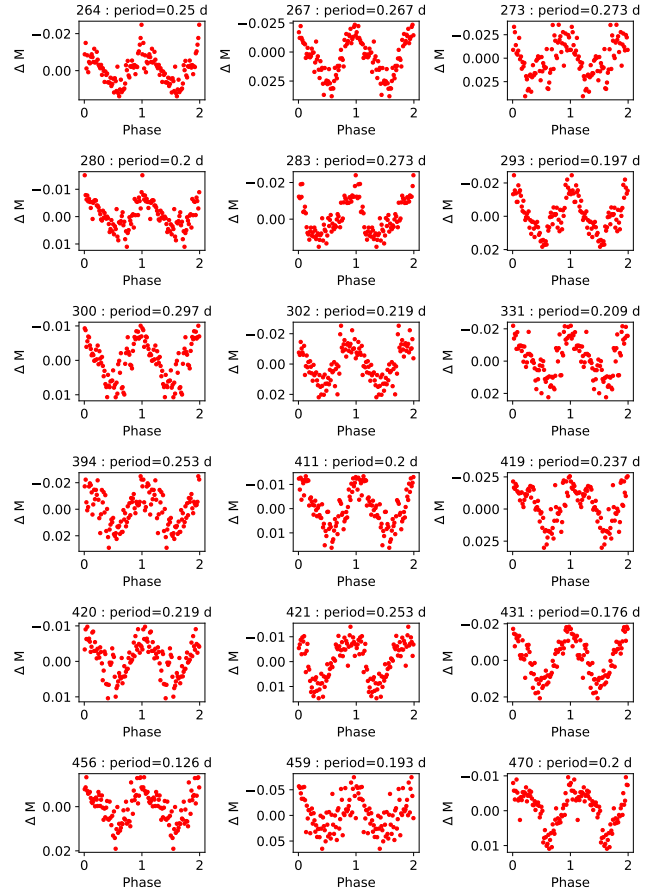 264 : period=0.25 d
267 : period=0.267 d
273 : period=0.273 d
Δ M
−0.02
0.00
0 1 2
Phase
Δ M
−0.025
0.000
0.025
0 1 2
Phase
Δ M
−0.025
0.000
0.025
0 1 2
Phase
280 : period=0.2 d
283 : period=0.273 d
293 : period=0.197 d
Δ M
−0.01
0.00
0.01
0 1 2
Phase
Δ M
−0.02
0.00
0 1 2
Phase
Δ M
−0.02
0.00
0.02
0 1 2
Phase
300 : period=0.297 d
302 : period=0.219 d
331 : period=0.209 d
Δ M
−0.01
0.00
0.01
0 1 2
Phase
Δ M
−0.02
0.00
0.02
0 1 2
Phase
Δ M
−0.02
0.00
0.02
0 1 2
Phase
394 : period=0.253 d
411 : period=0.2 d
419 : period=0.237 d
Δ M
−0.02
0.00
0.02
0 1 2
Phase
Δ M
−0.01
0.00
0.01
0 1 2
Phase
Δ M
−0.025
0.000
0.025
0 1 2
Phase
420 : period=0.219 d
421 : period=0.253 d
431 : period=0.176 d
Δ M
−0.01
0.00
0.01
0 1 2
Phase
Δ M
−0.01
0.00
0.01
0 1 2
Phase
Δ M
−0.02
0.00
0.02
0 1 2
Phase
456 : period=0.126 d
459 : period=0.193 d
470 : period=0.2 d
Δ M
0.00
0.02
0 1 2
Phase
Δ M
−0.05
0.00
0.05
0 1 2
Phase
Δ M
−0.01
0.00
0.01
0 1 2
Phase